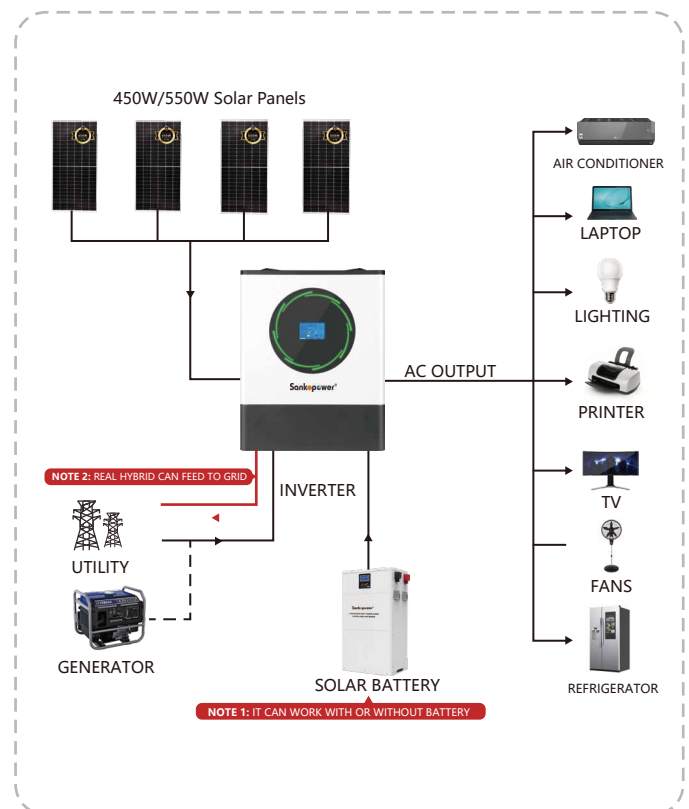 450W/550W Solar Panels
AIR CONDITIONER
LAPTOP
LIGHTING
Sankopower®
AC OUTPUT
PRINTER
NOTE 2: REAL HYBRID CAN FEED TO GRID
INVERTER
TV
UTILITY
FANS
Sankopower®
GENERATOR
SOLAR BATTERY
REFRIGERATOR
NOTE 1: IT CAN WORK WITH OR WITHOUT BATTERY